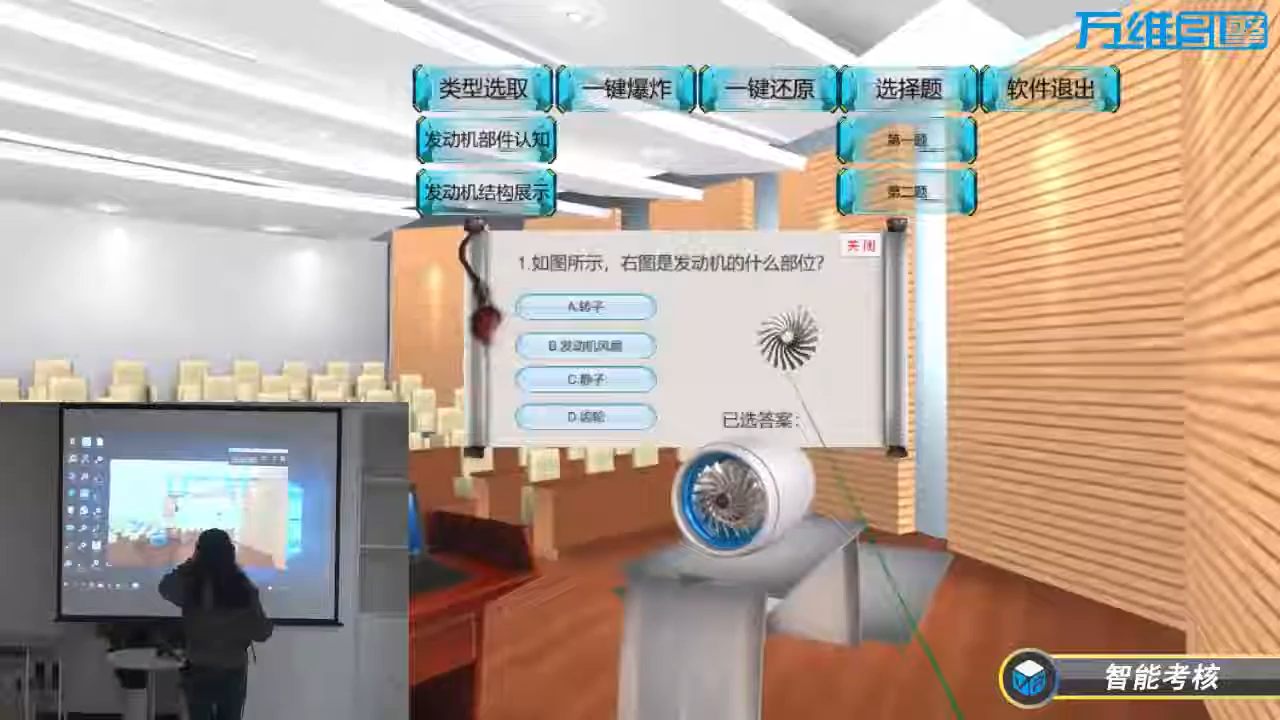 万维引擎
类型选取
一键爆炸
一键还原
选择题
软件退出
发动机部件认知
第一题
发动机结构展示
第二题
关闭
1.如图所示，右图是发动机的什么部位?
A.转子
B.发动机风扇
C.静子
D.齿轮
已选答案：
智能考核